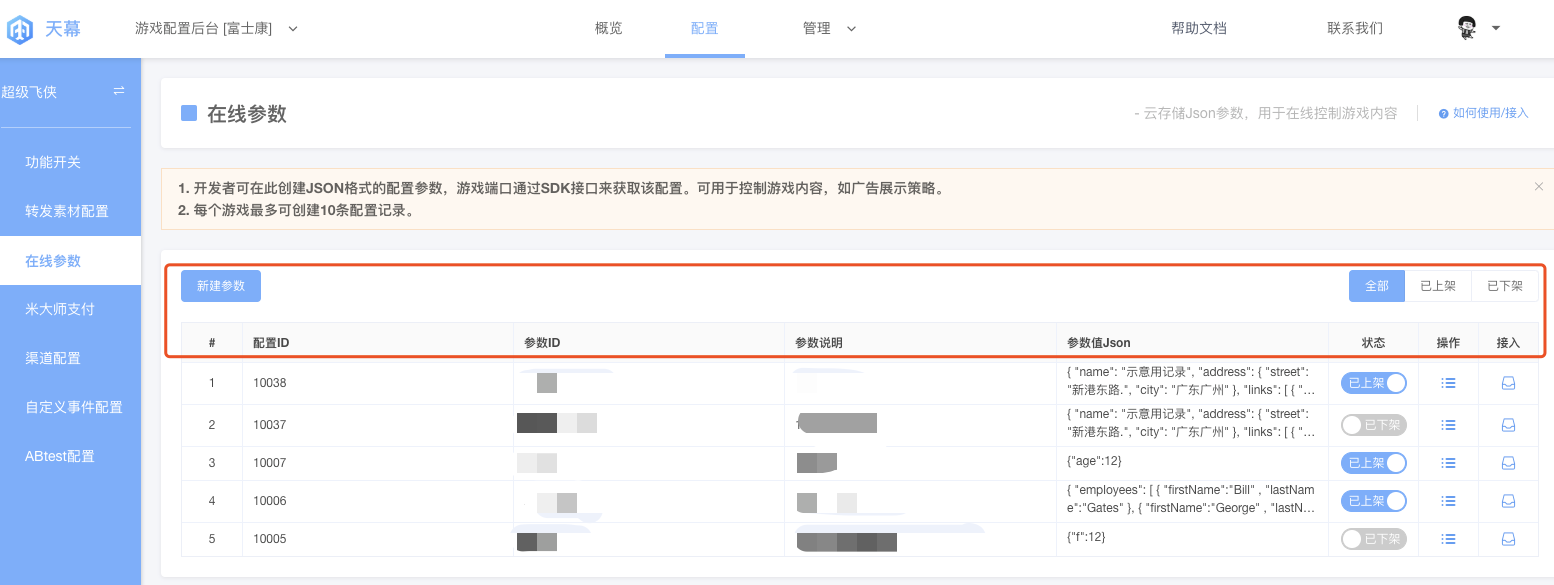 天幕
游戏配置后台 [富士康]
概览
配置
管理
帮助文档
联系我们
超级飞侠
功能开关
转发素材配置
在线参数
米大师支付
渠道配置
自定义事件配置
ABtest配置
在线参数
- 云存储Json参数，用于在线控制游戏内容
如何使用/接入
1. 开发者可在此创建JSON格式的配置参数，游戏端口通过SDK接口来获取该配置。可用于控制游戏内容，如广告展示策略。
2. 每个游戏最多可创建10条配置记录。
新建参数
全部 已上架 已下架
# 配置ID 参数ID 参数说明 参数值Json 状态 操作 接入
1 10038 { "name": "示意用记录", "address": { "street": 已上架
"新港东路.", "city": "广东广州" }, "links": [ { "...
2 10037 { "name": "示意用记录", "address": { "street": 已下架
"新港东路.", "city": "广东广州" }, "links": [ { "...
3 10007 {"age":12} 已上架
4 10006 { "employees": [ { "firstName":"Bill" , "lastNam 已上架
e":"Gates" }, { "firstName":"George" , "lastN...
5 10005 {"f":12} 已下架